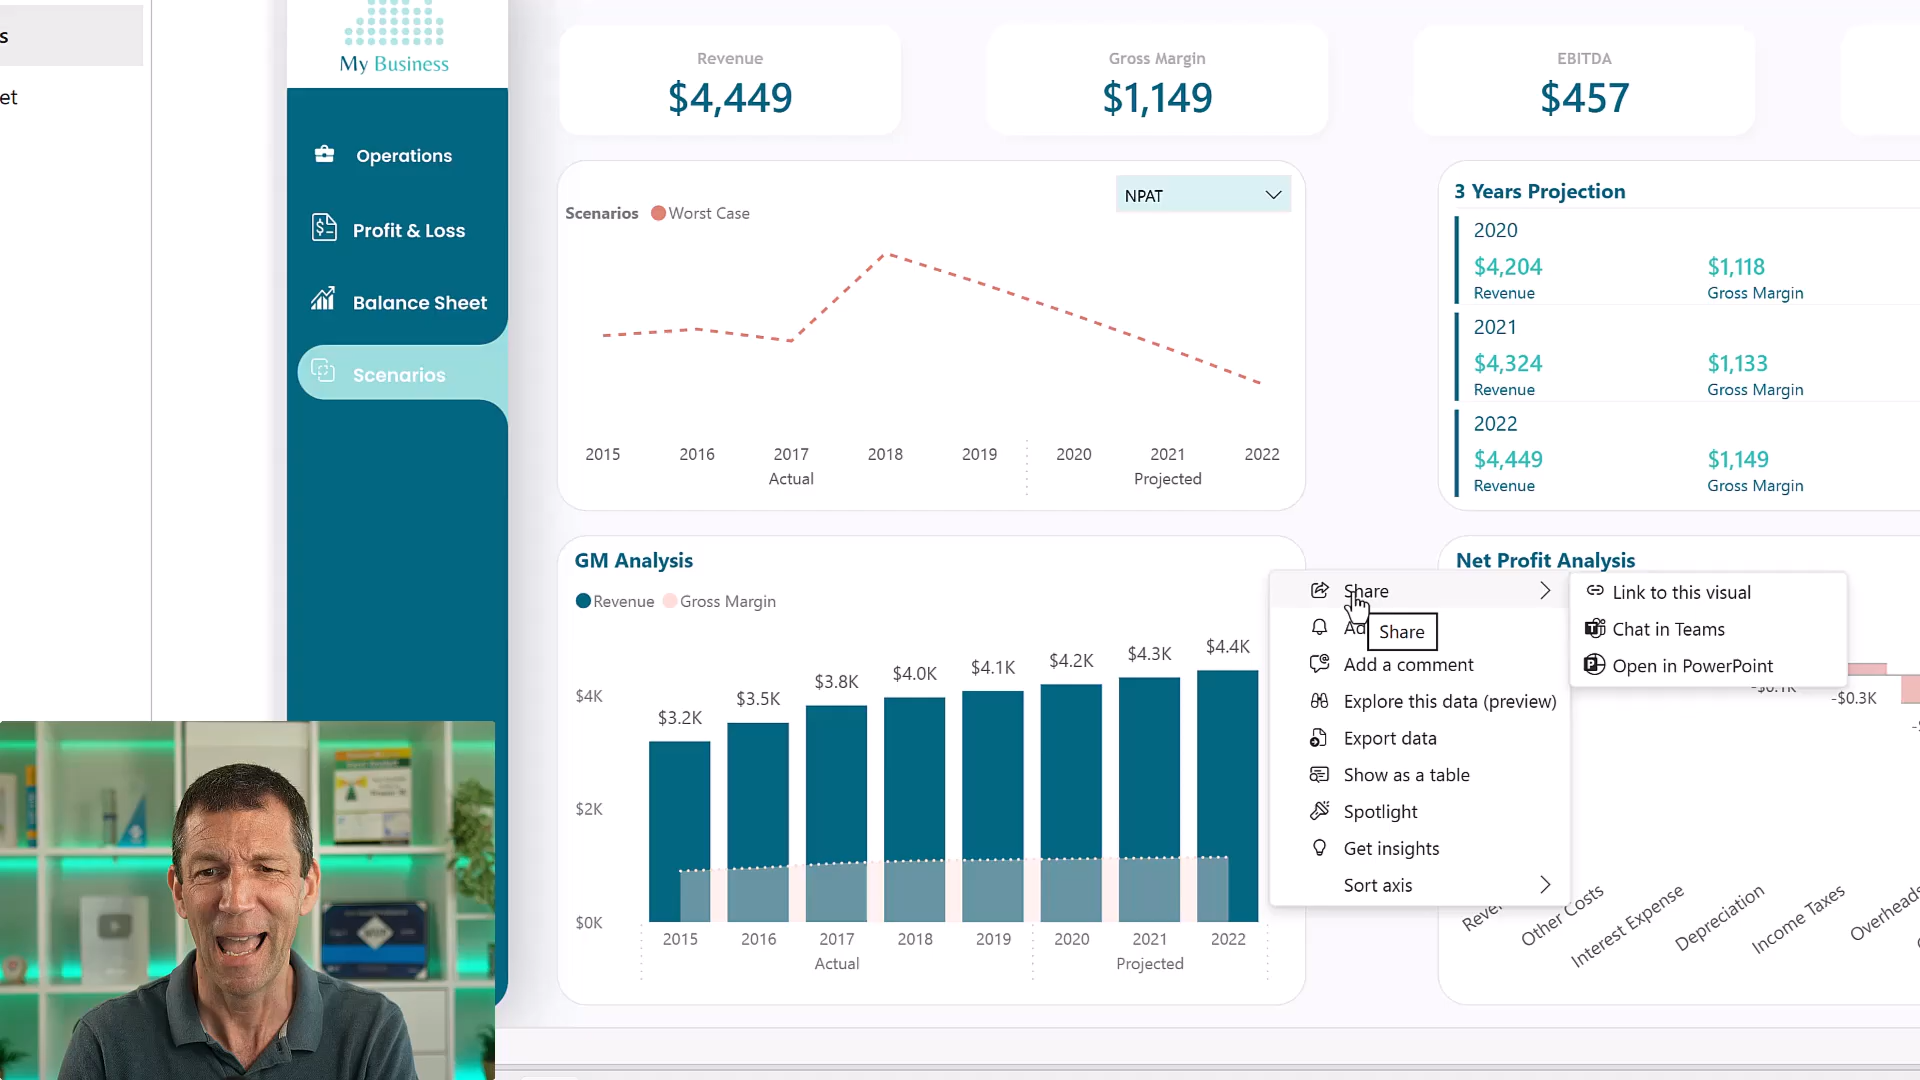 s
et
My Business
Operations
Profit & Loss
Balance Sheet
Scenarios
Revenue
$4,449
Gross Margin
$1,149
EBITDA
$457
Scenarios Worst Case
NPAT
2015 2016 2017 2018 2019 2020 2021 2022
Actual Projected
3 Years Projection
2020
$4,204 $1,118
Revenue Gross Margin
2021
$4,324 $1,133
Revenue Gross Margin
2022
$4,449 $1,149
Revenue Gross Margin
GM Analysis
Revenue Gross Margin
$4K
$2K
$0K
$3.2K $3.5K $3.8K $4.0K $4.1K $4.2K $4.3K $4.4K
2015 2016 2017 2018 2019 2020 2021 2022
Actual Projected
Share
Ad
Share
Add a comment
Explore this data (preview)
Export data
Show as a table
Spotlight
Get insights
Sort axis
Link to this visual
Chat in Teams
Open in PowerPoint
Net Profit Analysis
-$0.3K
Other Costs
Interest Expense
Depreciation
Income Taxes
Overheads